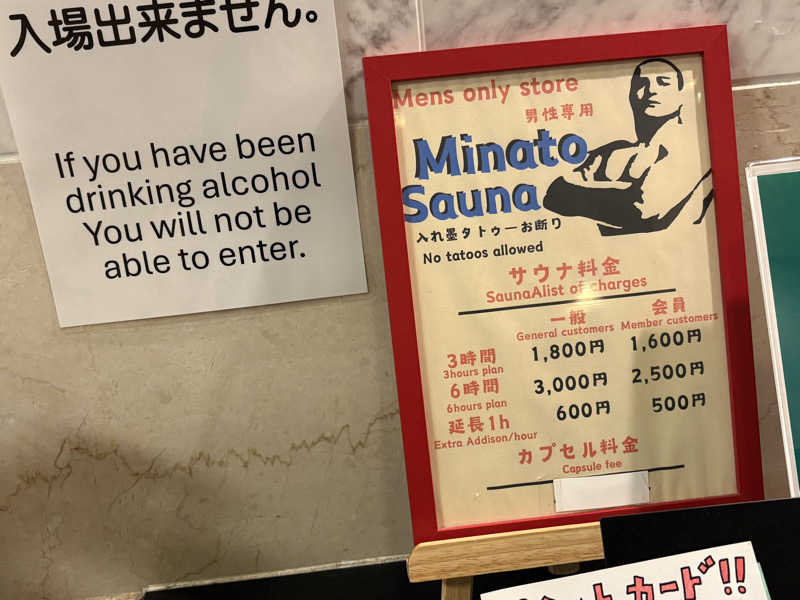 入場出来ません。
If you have been
drinking alcohol
You will not be
able to enter.
Mens only store
男性専用
Minato
Sauna
入れ墨タトゥーお断り
No tatoos allowed
サウナ料金
SaunaAlist of charges
一般 会員
General customers Member customers
3時間 1,800円 1,600円
3hours plan
6時間 3,000円 2,500円
6hours plan
延長1h 600円 500円
Extra Addison/hour
カプセル料金
Capsule fee
カード!!